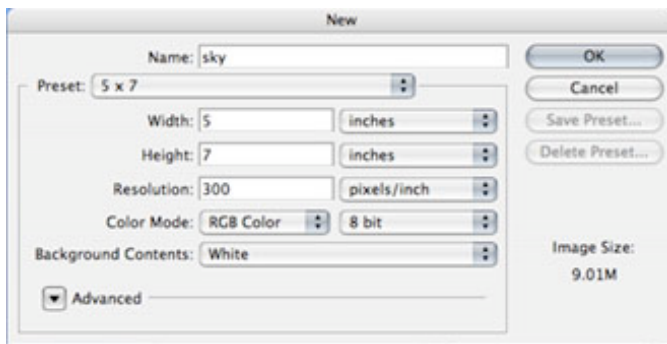 New
Name: sky
OK
Preset: 5 x 7
Cancel
Width: 5 inches
Save Preset...
Height: 7 inches
Delete Preset...
Resolution: 300 pixels/inch
Color Mode: RGB Color 8 bit
Background Contents: White
Image Size:
9.01M
Advanced